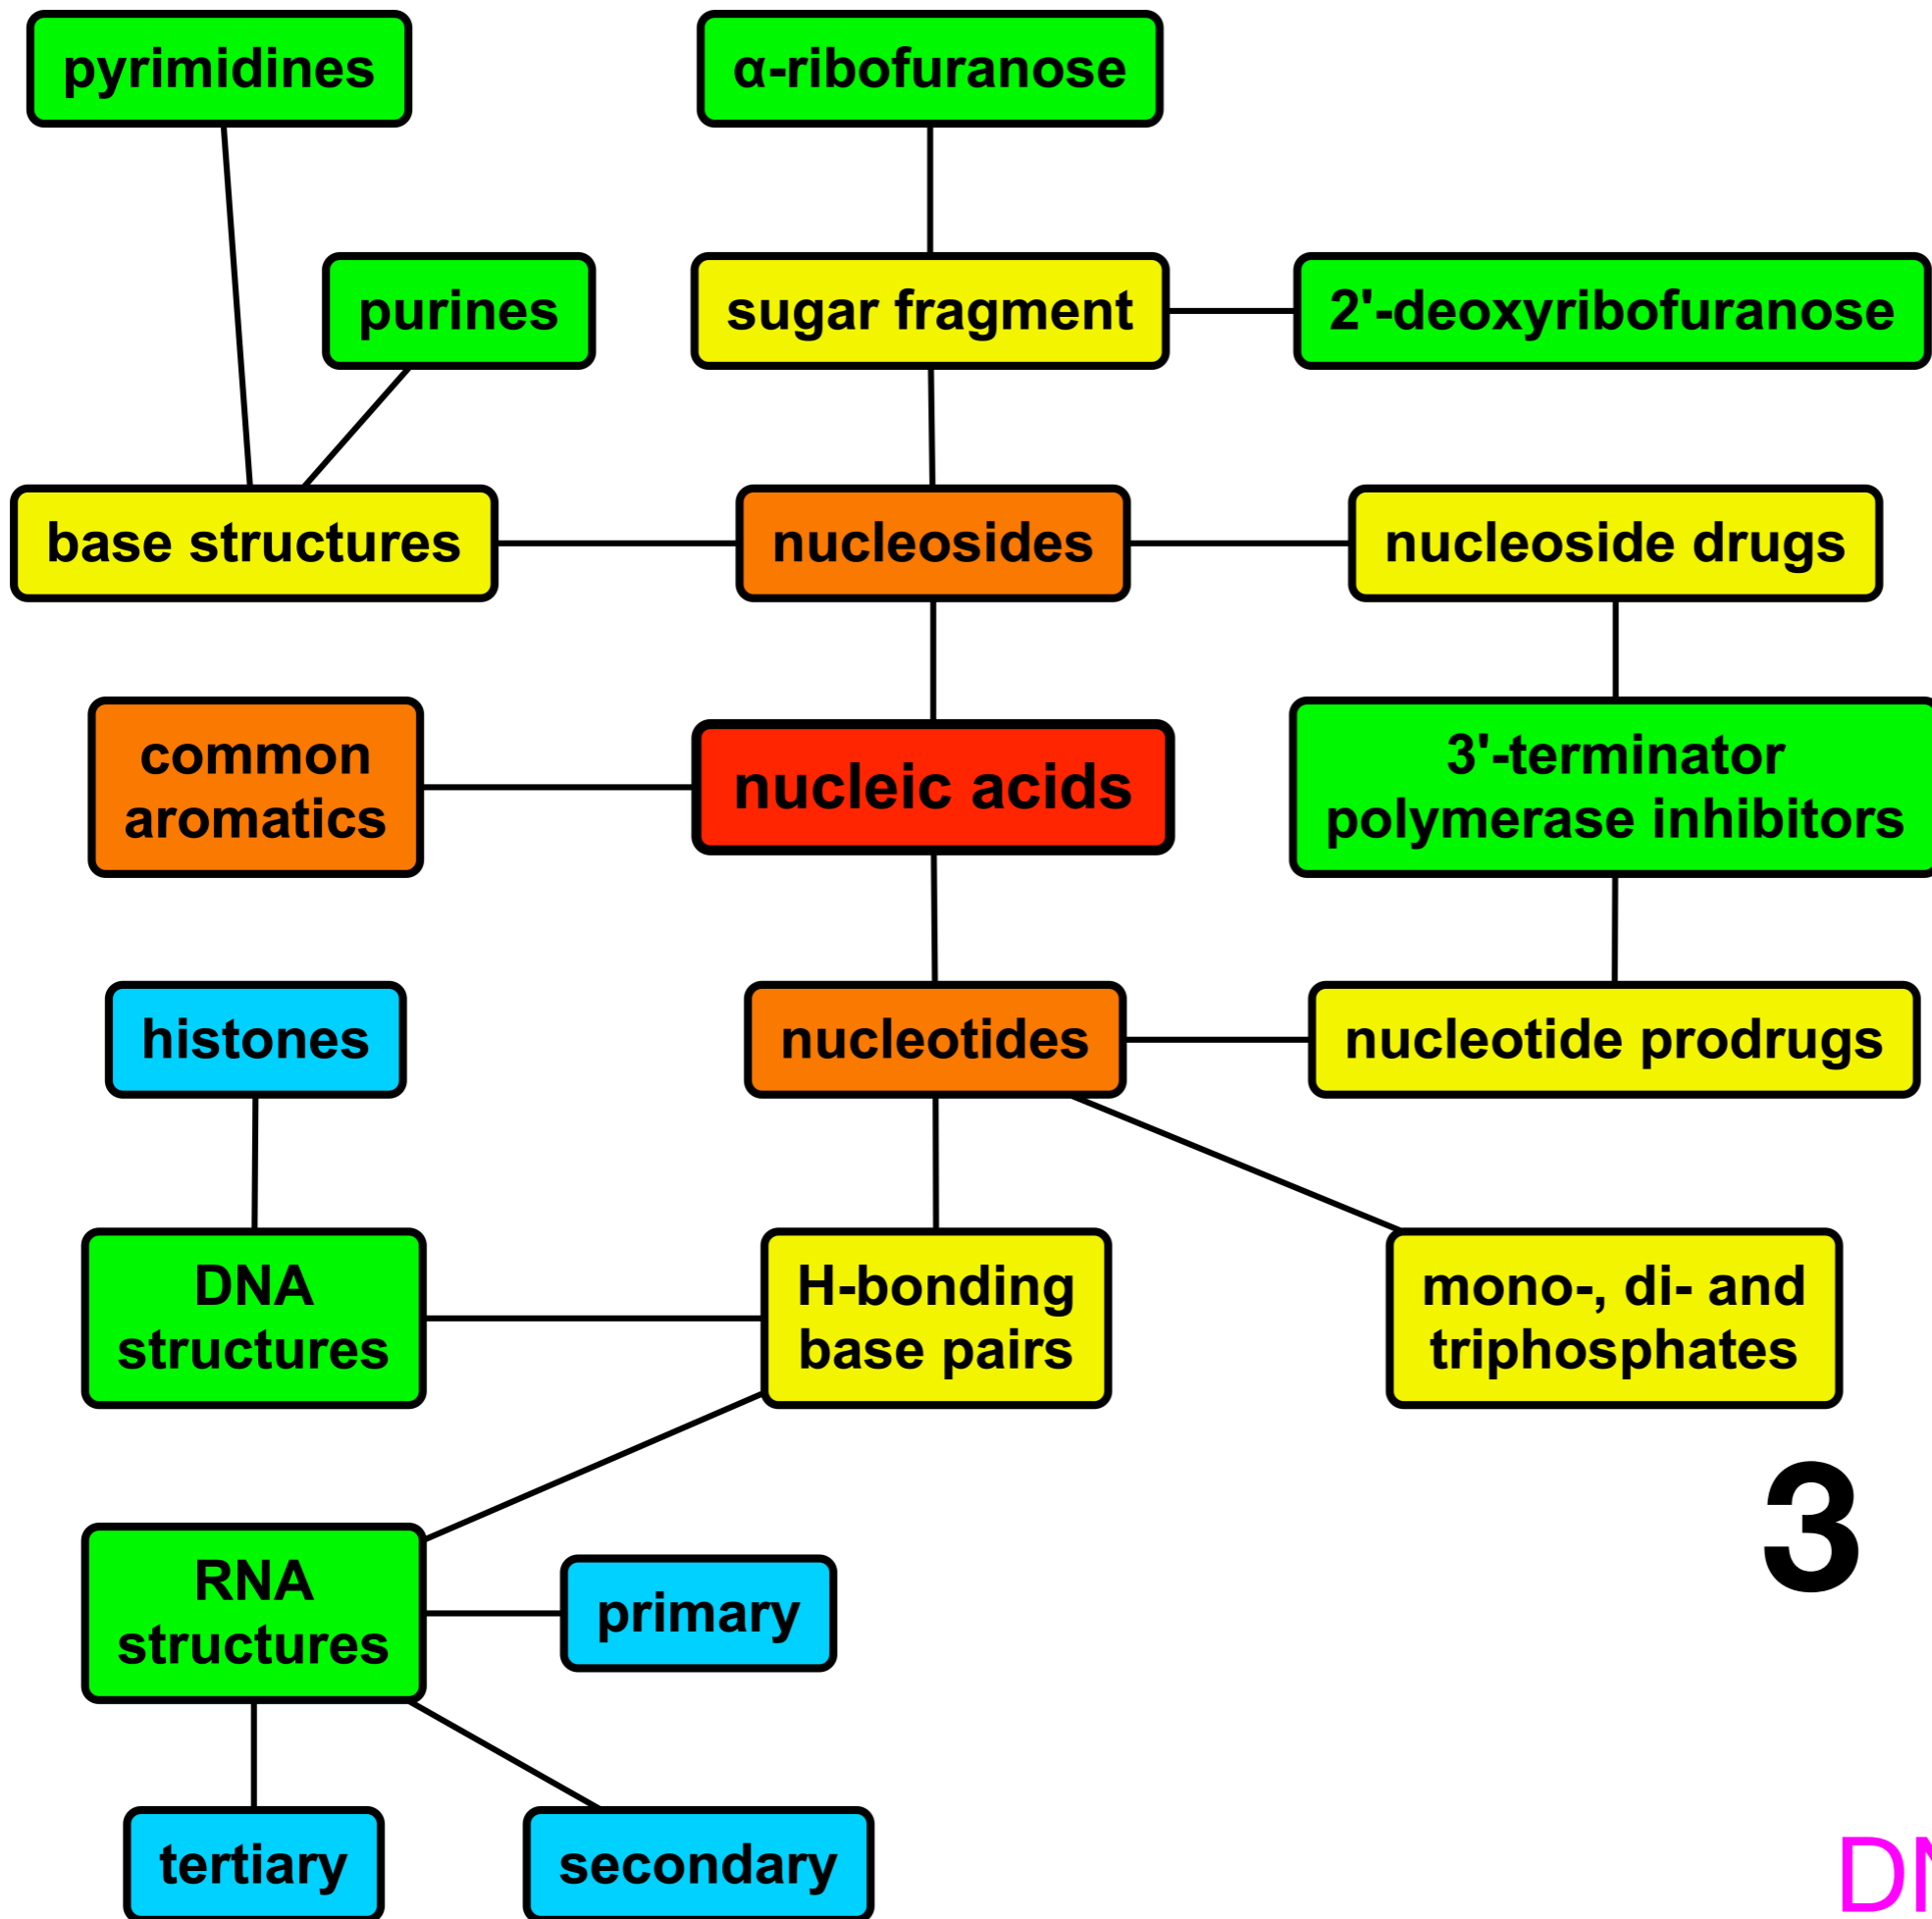 pyrimidines
α-ribofuranose
purines
sugar fragment
2'-deoxyribofuranose
base structures
nucleosides
nucleoside drugs
common
aromatics
nucleic acids
3'-terminator
polymerase inhibitors
histones
nucleotides
nucleotide prodrugs
DNA
structures
H-bonding
base pairs
mono-, di- and
triphosphates
3
RNA
structures
primary
tertiary
secondary